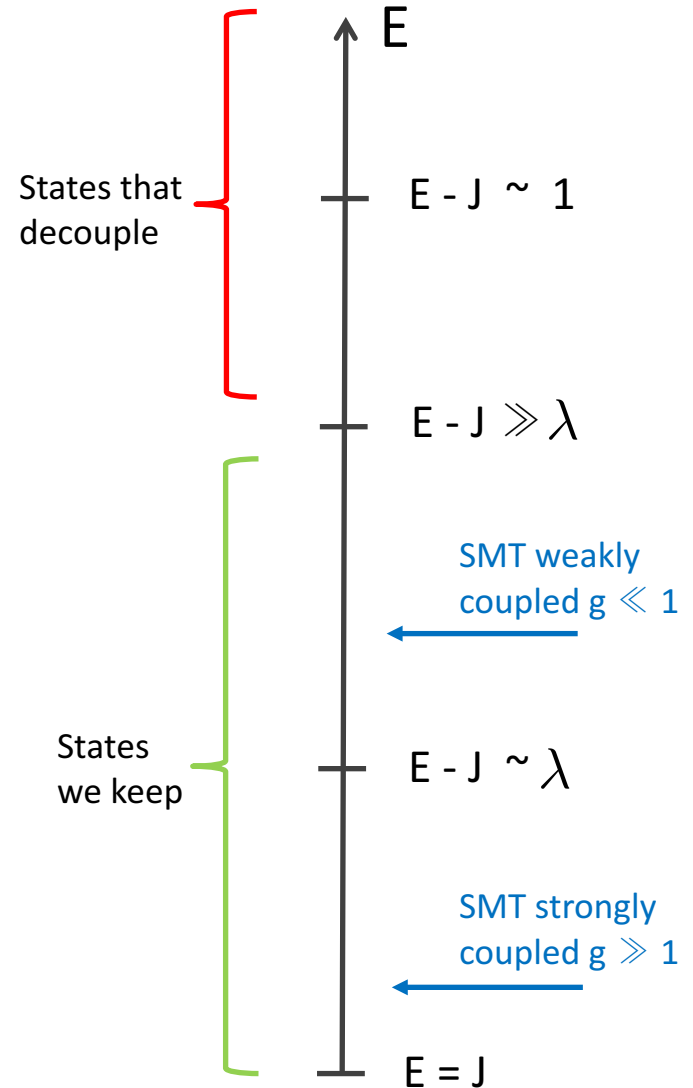 E
States that
decouple
E - J ~ 1
E - J ≫ λ
SMT weakly
coupled g ≪ 1
States
we keep
E - J ~ λ
SMT strongly
coupled g ≫ 1
E = J